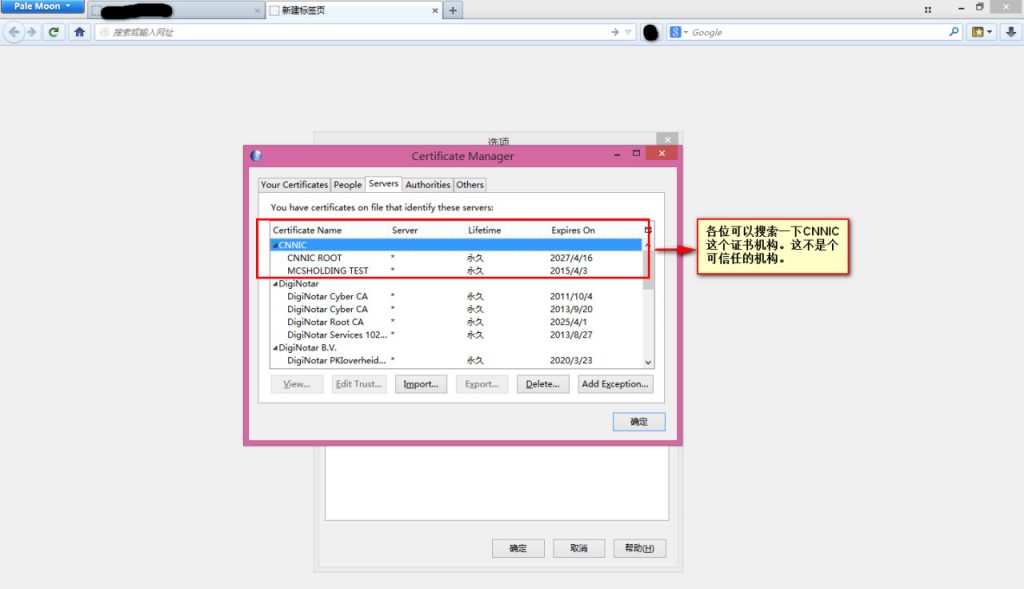 Pale Moon
新建标签页
搜索或输入网址
Google
选项
Certificate Manager
Your Certificates People Servers Authorities Others
You have certificates on file that identify these servers:
Certificate Name Server Lifetime Expires On
CNNIC
CNNIC ROOT * 永久 2027/4/16
MCSHOLDING TEST * 永久 2015/4/3
DigiNotar
DigiNotar Cyber CA * 永久 2011/10/4
DigiNotar Cyber CA * 永久 2013/9/20
DigiNotar Root CA * 永久 2025/4/1
DigiNotar Services 102... * 永久 2013/8/27
DigiNotar B.V.
DigiNotar PKIoverheid... * 永久 2020/3/23
View... Edit Trust... Import... Export... Delete... Add Exception...
确定
各位可以搜索一下CNNIC
这个证书机构。这不是个
可信任的机构。
确定 取消 帮助(H)